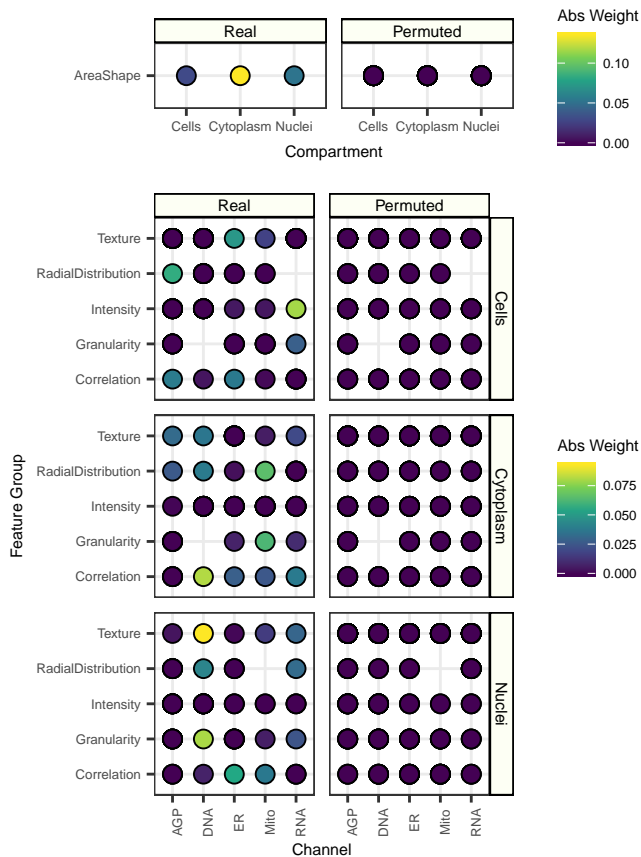 Abs Weight
Real
Permuted
0.10
0.05
0.00
AreaShape
Cells Cytoplasm Nuclei
Cells Cytoplasm Nuclei
Compartment
Real
Permuted
Texture
RadialDistribution
Intensity
Granularity
Correlation
Cells
Texture
RadialDistribution
Intensity
Granularity
Correlation
Cytoplasm
Feature Group
Abs Weight
0.075
0.050
0.025
0.000
Texture
RadialDistribution
Intensity
Granularity
Correlation
Nuclei
AGP
DNA
ER
Mito
RNA
AGP
DNA
ER
Mito
RNA
Channel